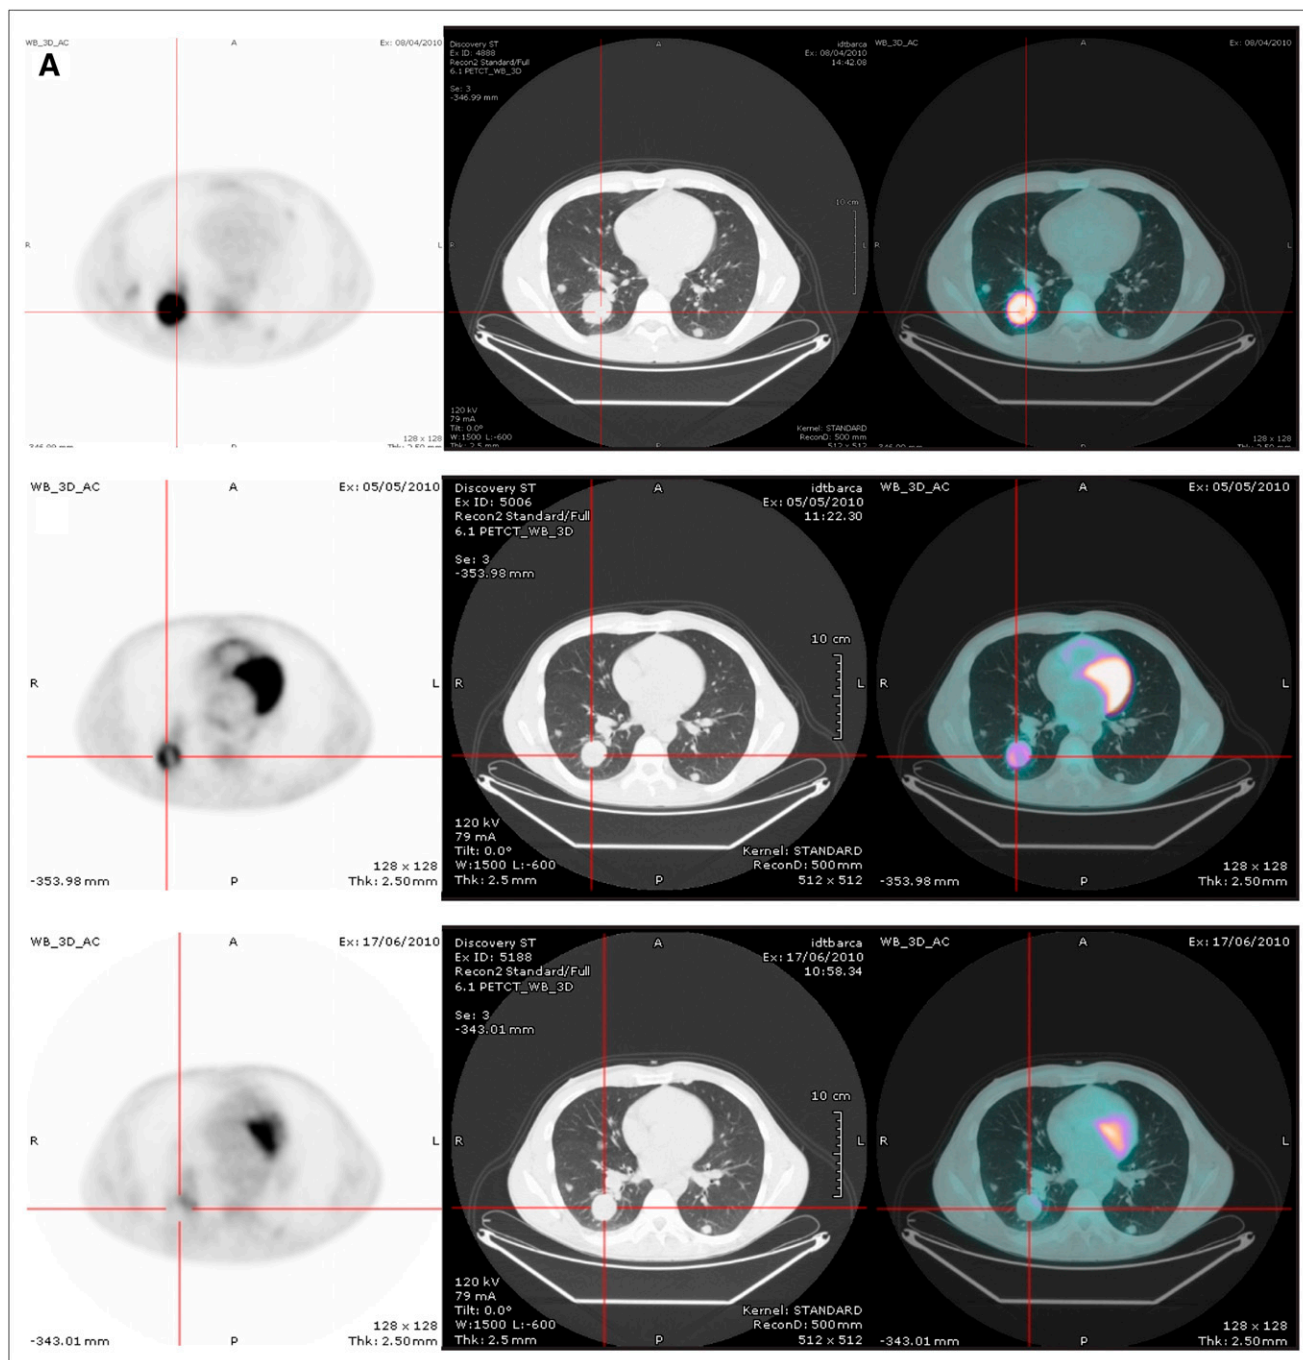 WB_3D_AC
A
Ex: 08/04/2010
A
R
L
128 x 128
Discovery ST
Ex ID: 4888
Recon2 Standard/Full
6.1 PETCT_WB_3D
Se: 3
-346.99 mm
A
idtbarca
Ex: 08/04/2010
14:42.08
10 cm
120 kV
79 mA
Tilt: 0.0°
W:1500 L:-600
Thk: 2.5 mm
Kernel: STANDARD
ReconD: 500 mm
512 x 512
WB_3D_AC
A
Ex: 08/04/2010
R
L
128 x 128
WB_3D_AC
A
Ex: 05/05/2010
R
L
-353.98 mm
P
128 x 128
Thk: 2.50mm
Discovery ST
Ex ID: 5006
Recon2 Standard/Full
6.1 PETCT_WB_3D
Se: 3
-353.98 mm
A
idtbarca
Ex: 05/05/2010
11:22.30
R
10 cm
L
120 kV
79 mA
Tilt: 0.0°
W:1500 L:-600
Thk: 2.5 mm
P
Kernel: STANDARD
ReconD: 500mm
512 x 512
WB_3D_AC
A
Ex: 05/05/2010
R
L
-353.98 mm
P
128 x 128
Thk: 2.50mm
WB_3D_AC
A
Ex: 17/06/2010
R
L
-343.01 mm
P
128 x 128
Thk: 2.50mm
Discovery ST
Ex ID: 5188
Recon2 Standard/Full
6.1 PETCT_WB_3D
Se: 3
-343.01 mm
A
idtbarca
Ex: 17/06/2010
10:58.34
R
10 cm
L
120 kV
79 mA
Tilt: 0.0°
W:1500 L:-600
Thk: 2.5 mm
P
Kernel: STANDARD
ReconD: 500mm
512 x 512
WB_3D_AC
A
Ex: 17/06/2010
R
L
-343.01 mm
P
128 x 128
Thk: 2.50mm